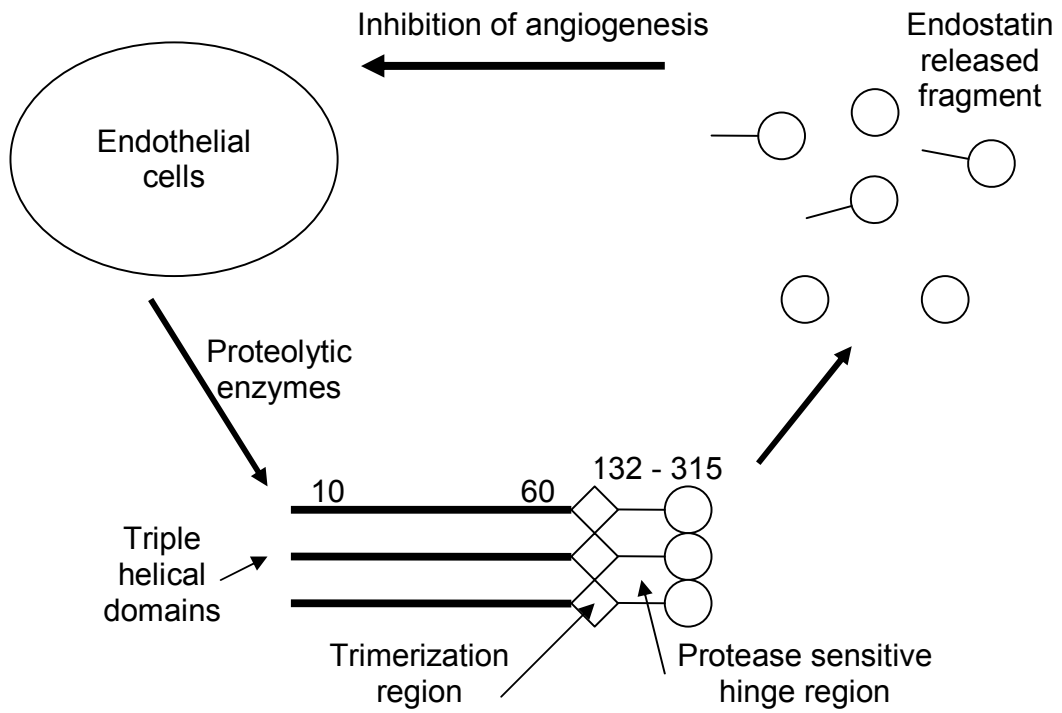 Inhibition of angiogenesis
Endostatin
released
fragment
Endothelial
cells
Proteolytic
enzymes
132 - 315
10
60
Triple
helical
domains
Trimerization
region
Protease sensitive
hinge region